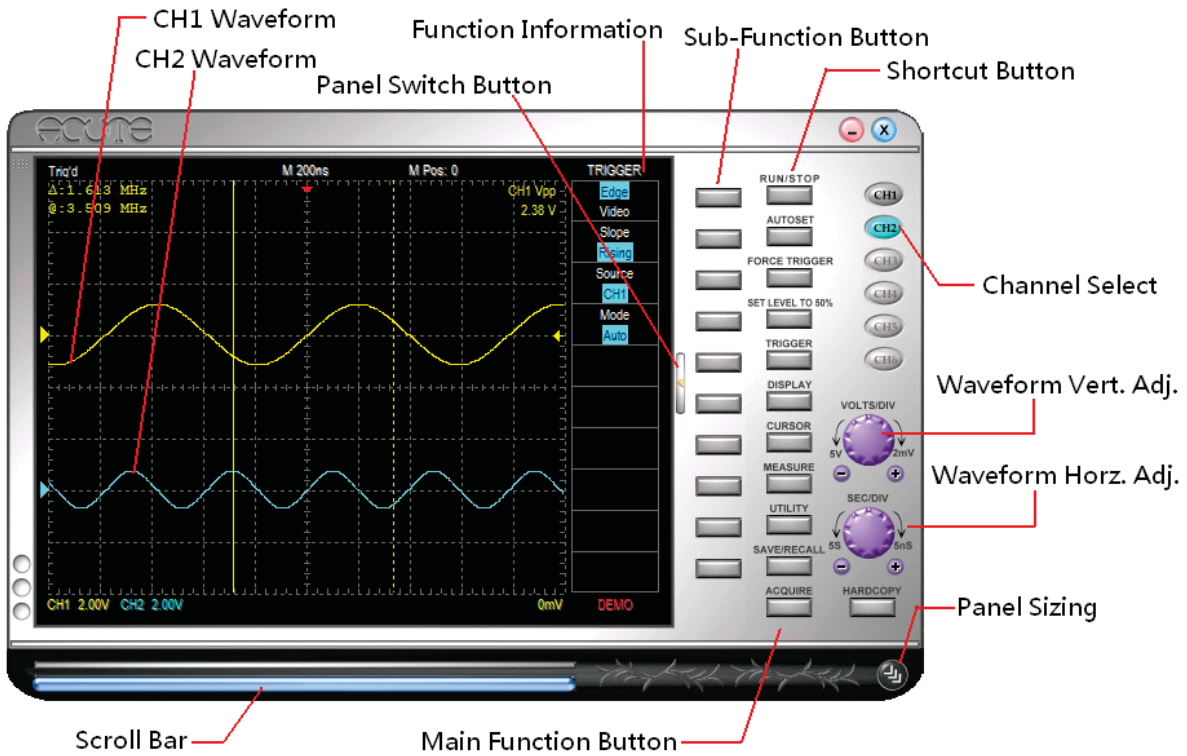 CH1 Waveform
CH2 Waveform
Function Information
Panel Switch Button
Sub-Function Button
Shortcut Button
ACUTE
X
Trig'd
M 200ns
M Pos: 0
TRIGGER
Δ:1.613 MHz
@:3.509 MHz
CH1 Vpp
2.38 V
Edge
Video
Slope
Rising
Source
CH1
Mode
Auto
RUN/STOP
AUTOSET
FORCE TRIGGER
SET LEVEL TO 50%
TRIGGER
DISPLAY
CURSOR
MEASURE
UTILITY
SAVE/RECALL
ACQUIRE
HARDCOPY
CH1
CH2
CH3
CH4
CH5
CH6
Channel Select
Waveform Vert. Adj.
VOLTS/DIV
5V
2mV
Waveform Horz. Adj.
SEC/DIV
5S
5nS
Panel Sizing
CH1 2.00V
CH2 2.00V
0mV
DEMO
Scroll Bar
Main Function Button